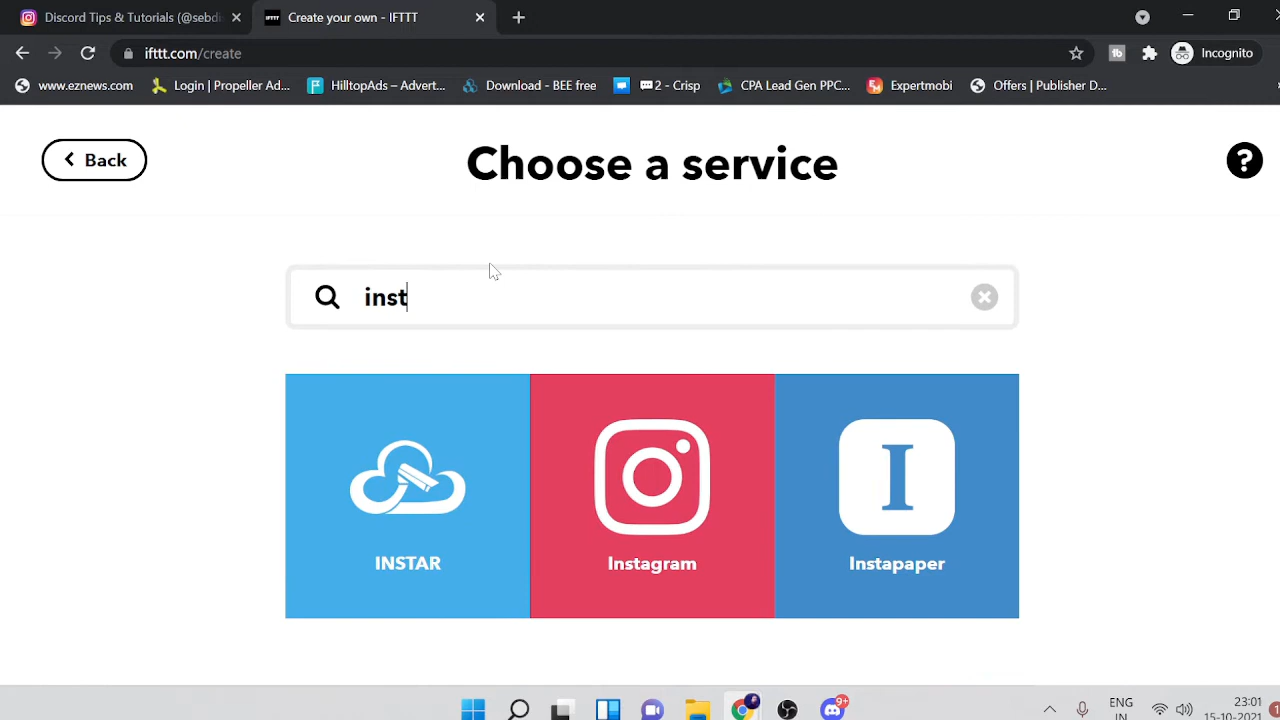 Discord Tips & Tutorials (@sebdi
Create your own - IFTTT
ifttt.com/create
Incognito
www.eznews.com
Login | Propeller Ad...
HilltopAds – Advert...
Download - BEE free
2 - Crisp
CPA Lead Gen PPC...
Expertmobi
Offers | Publisher D...
Back
Choose a service
?
inst
INSTAR
Instagram
I
Instapaper
9+
ENG
IN
23:01
15-10-2021